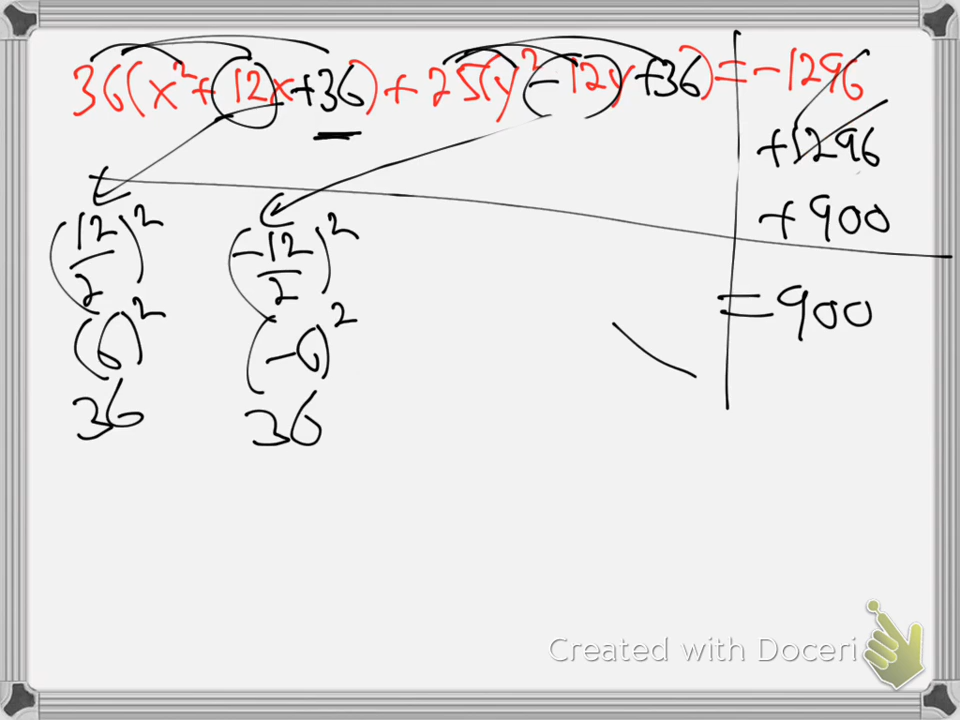 36(x²+12x+36)+25(y²-12y+36)=-1296
+1296
+900
(12/2)² (-12/2)² =900
(6)² (-6)²
36 36
Created with Doceri